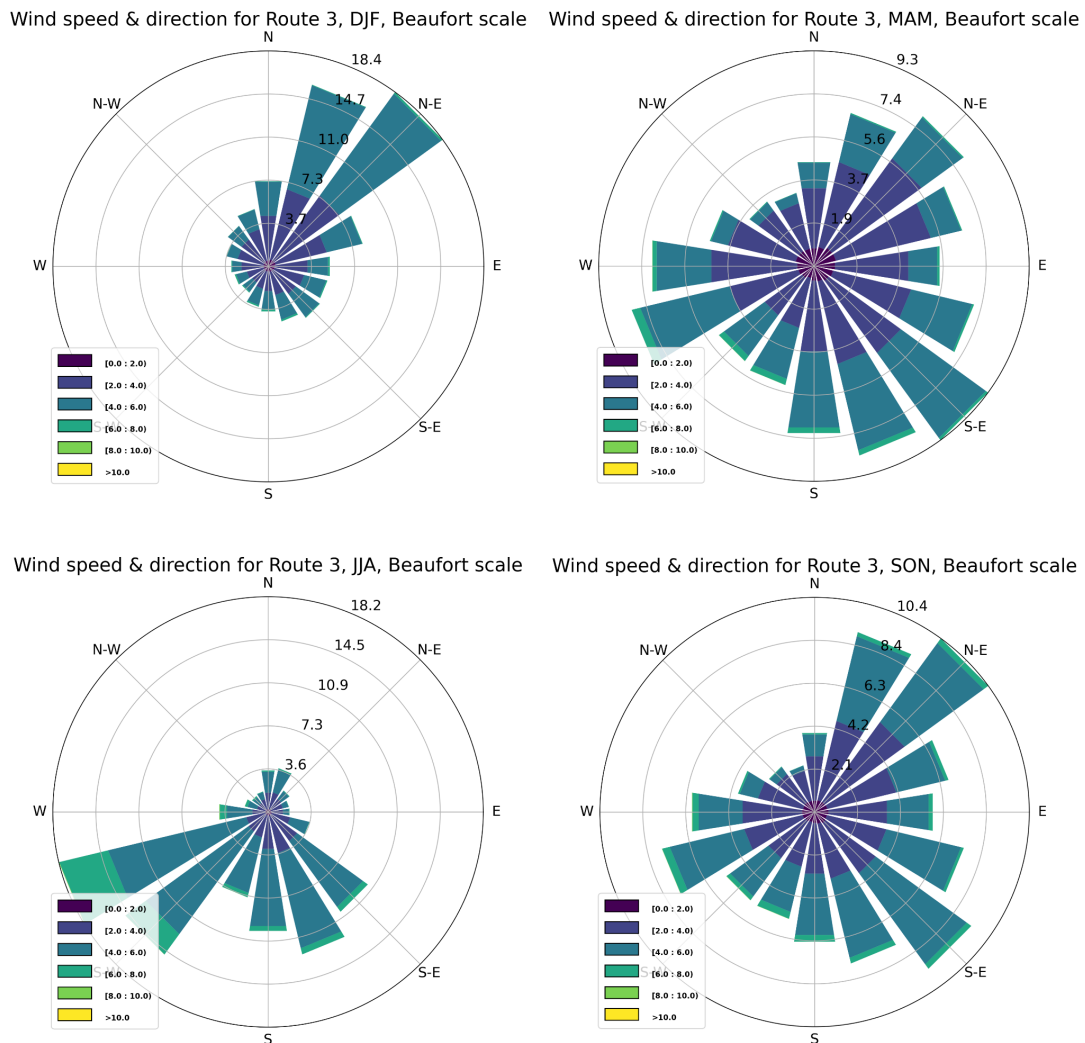 Wind speed & direction for Route 3, DJF, Beaufort scale
N
18.4
N-W
14.7
N-E
11.0
7.3
3.7
W
E
[0.0 : 2.0)
[2.0 : 4.0)
[4.0 : 6.0)
[6.0 : 8.0)
[8.0 : 10.0)
>10.0
S-W
S-E
S
Wind speed & direction for Route 3, MAM, Beaufort scale
N
9.3
N-W
7.4
N-E
5.6
3.7
1.9
W
E
[0.0 : 2.0)
[2.0 : 4.0)
[4.0 : 6.0)
[6.0 : 8.0)
[8.0 : 10.0)
>10.0
S-W
S-E
S
Wind speed & direction for Route 3, JJA, Beaufort scale
N
18.2
N-W
14.5
N-E
10.9
7.3
3.6
W
E
[0.0 : 2.0)
[2.0 : 4.0)
[4.0 : 6.0)
[6.0 : 8.0)
[8.0 : 10.0)
>10.0
S-W
S-E
S
Wind speed & direction for Route 3, SON, Beaufort scale
N
10.4
N-W
8.4
N-E
6.3
4.2
2.1
W
E
[0.0 : 2.0)
[2.0 : 4.0)
[4.0 : 6.0)
[6.0 : 8.0)
[8.0 : 10.0)
>10.0
S-W
S-E
S